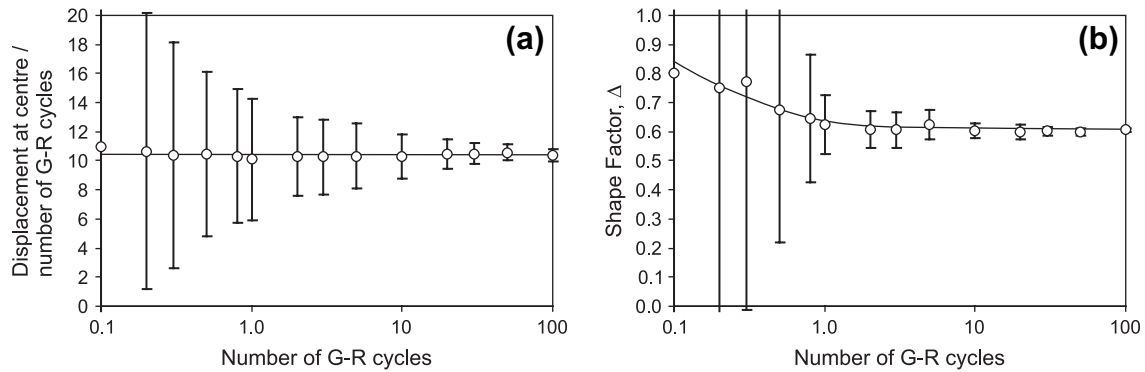 (a)
Displacement at centre /
number of G-R cycles
20
18
16
14
12
10
8
6
4
2
0
0.1 1.0 10 100
Number of G-R cycles
(b)
Shape Factor, Δ
1.0
0.9
0.8
0.7
0.6
0.5
0.4
0.3
0.2
0.1
0.0
0.1 1.0 10 100
Number of G-R cycles